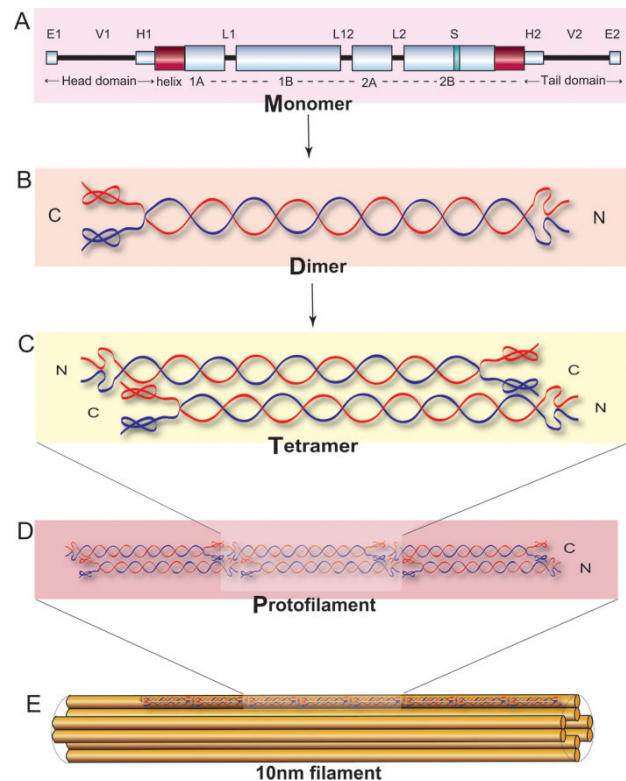 A
E1 V1 H1 L1 L12 L2 S H2 V2 E2
Head domain helix 1A 1B 2A 2B Tail domain
Monomer
B
C N
Dimer
C
N C
C N
Tetramer
D
C
N
Protofilament
E
10nm filament